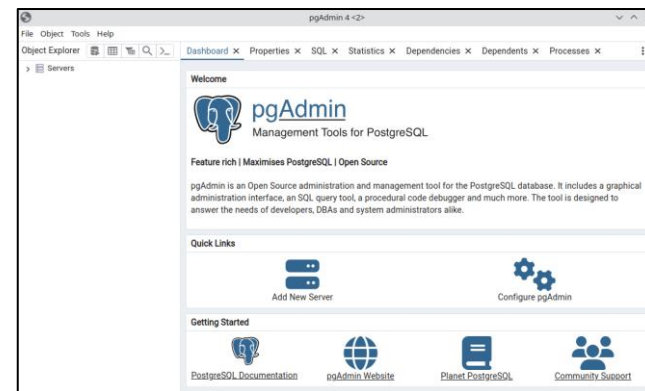 pgAdmin 4 <2>
File Object Tools Help
Object Explorer
Dashboard Properties SQL Statistics Dependencies Dependents Processes
Servers
Welcome
pgAdmin
Management Tools for PostgreSQL
Feature rich | Maximises PostgreSQL | Open Source
pgAdmin is an Open Source administration and management tool for the PostgreSQL database. It includes a graphical
administration interface, an SQL query tool, a procedural code debugger and much more. The tool is designed to
answer the needs of developers, DBAs and system administrators alike.
Quick Links
Add New Server Configure pgAdmin
Getting Started
PostgreSQL Documentation pgAdmin Website Planet PostgreSQL Community Support